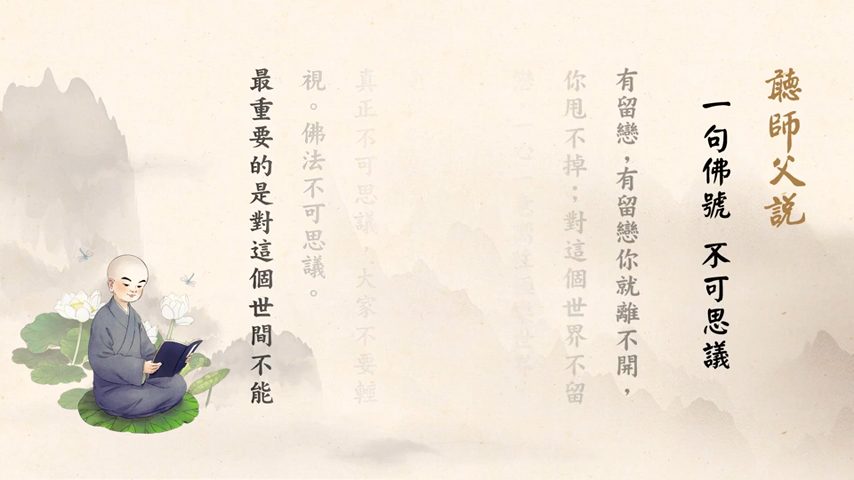 聽師父說
一句佛號 不可思議
有留戀，有留戀你就離不開，
你甩不掉；對這個世界不留
真正不可思議，大家不要輕
視。佛法不可思議。
最重要的是對這個世間不能